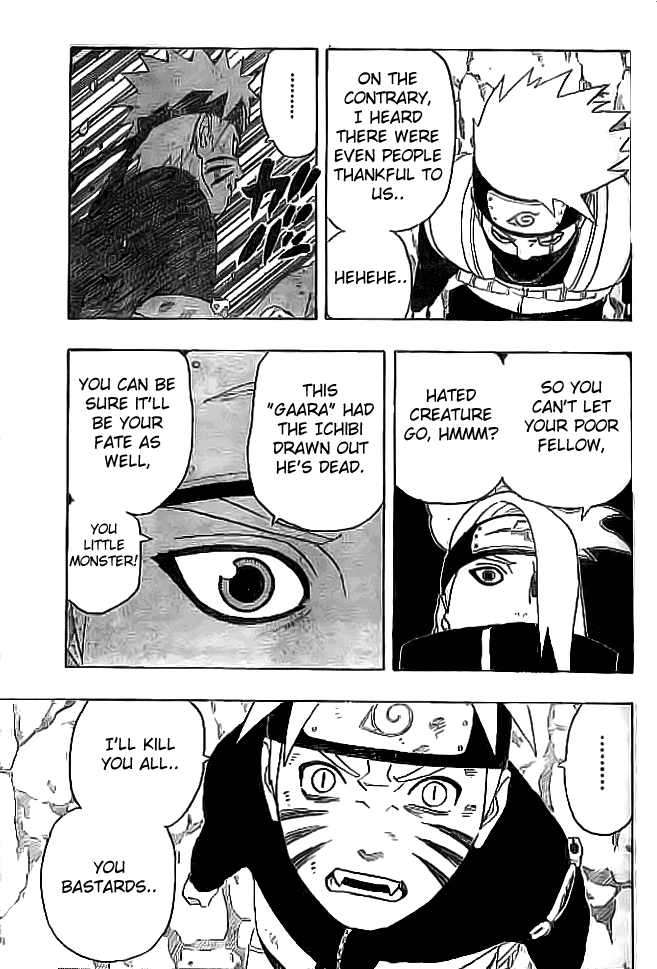 ON THE
CONTRARY,
I HEARD
THERE WERE
EVEN PEOPLE
THANKFUL TO
US..
HEHEHE..
..........
SO YOU
CAN'T LET
YOUR POOR
FELLOW,
HATED
CREATURE
GO, HMMM?
THIS
"GAARA" HAD
THE ICHIBI
DRAWN OUT
HE'S DEAD.
YOU CAN BE
SURE IT'LL
BE YOUR
FATE AS
WELL,
YOU
LITTLE
MONSTER!
..........
I'LL KILL
YOU ALL..
YOU
BASTARDS..